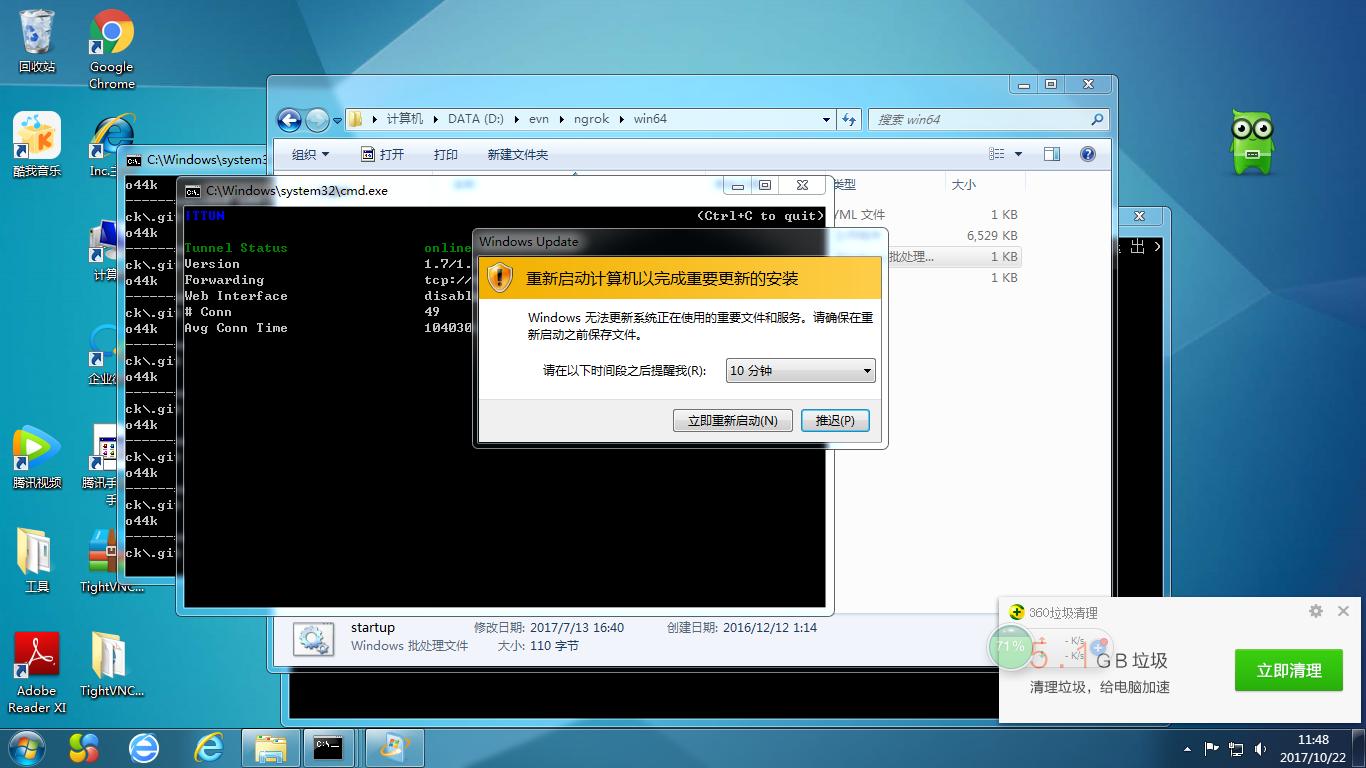 回收站
Google
Chrome
酷我音乐
Inc.
计算
企业
腾讯视频
腾讯手
手
工具
TightVNC...
Adobe
Reader XI
TightVNC...
计算机
DATA (D:)
evn
ngrok
win64
搜索 win64
组织
打开
打印
新建文件夹
类型
大小
YML 文件
1 KB
6,529 KB
批处理...
1 KB
1 KB
C:\Windows\system3
o44k
ck\.gi
o44k
ck\.gi
o44k
ck\.gi
o44k
ck\.gi
o44k
ck\.gi
o44k
ck\.gi
o44k
ck\.gi
o44k
ck\.gi
C:\Windows\system32\cmd.exe
ITTUN
(Ctrl+C to quit)
Tunnel Status online
Version 1.7/1.
Forwarding tcp://
Web Interface disabl
# Conn 49
Avg Conn Time 104030
出 >
Windows Update
重新启动计算机以完成重要更新的安装
Windows 无法更新系统正在使用的重要文件和服务。请确保在重
新启动之前保存文件。
请在以下时间段之后提醒我(R):
10 分钟
立即重新启动(N)
推迟(P)
startup
修改日期: 2017/7/13 16:40
创建日期: 2016/12/12 1:14
Windows 批处理文件
大小: 110 字节
360垃圾清理
71%
- K/s
- K/s
5.1GB垃圾
清理垃圾，给电脑加速
立即清理
11:48
2017/10/22